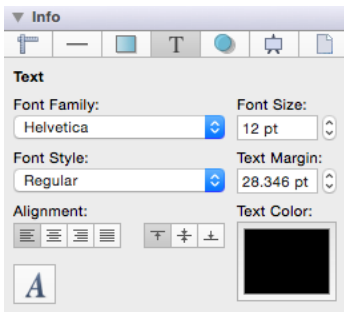 Info
T
Text
Font Family: Font Size:
Helvetica 12 pt
Font Style: Text Margin:
Regular 28.346 pt
Alignment: Text Color:
A